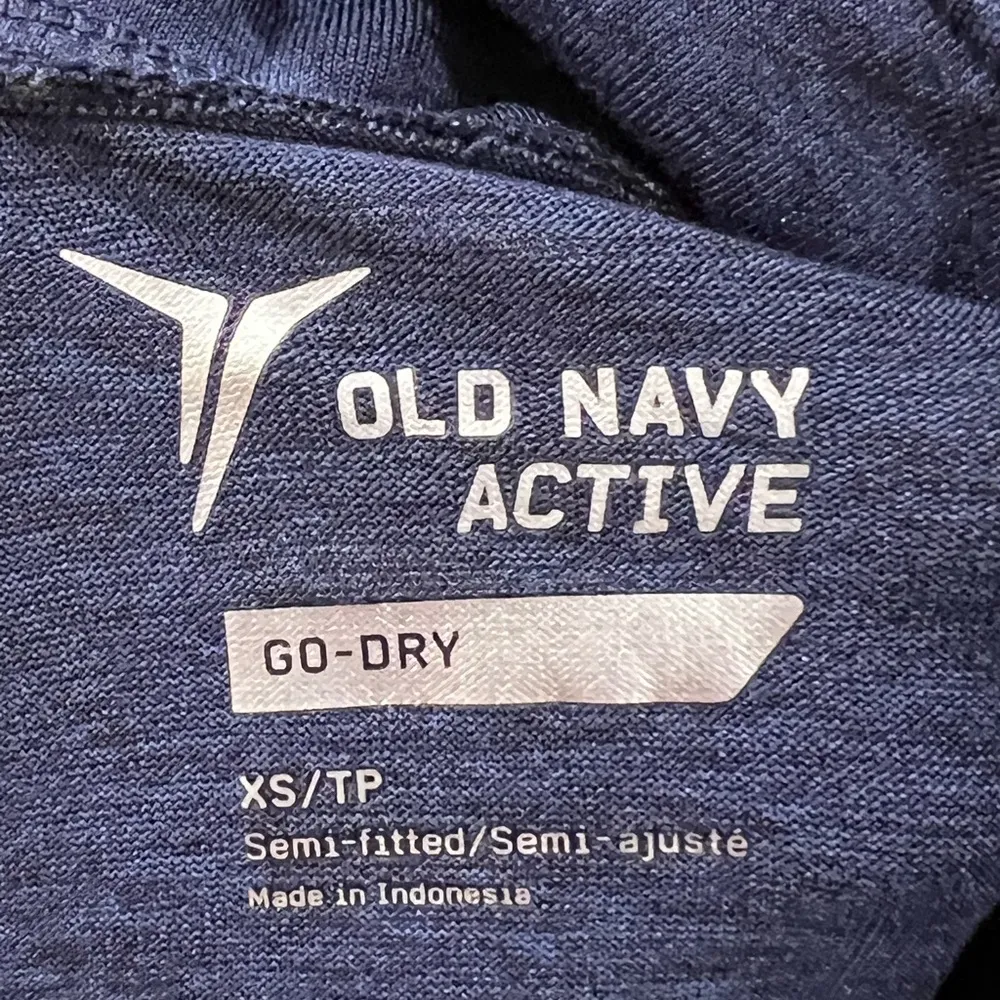 OLD NAVY
ACTIVE
GO-DRY
XS/TP
Semi-fitted/Semi-ajusté
Made in Indonesia